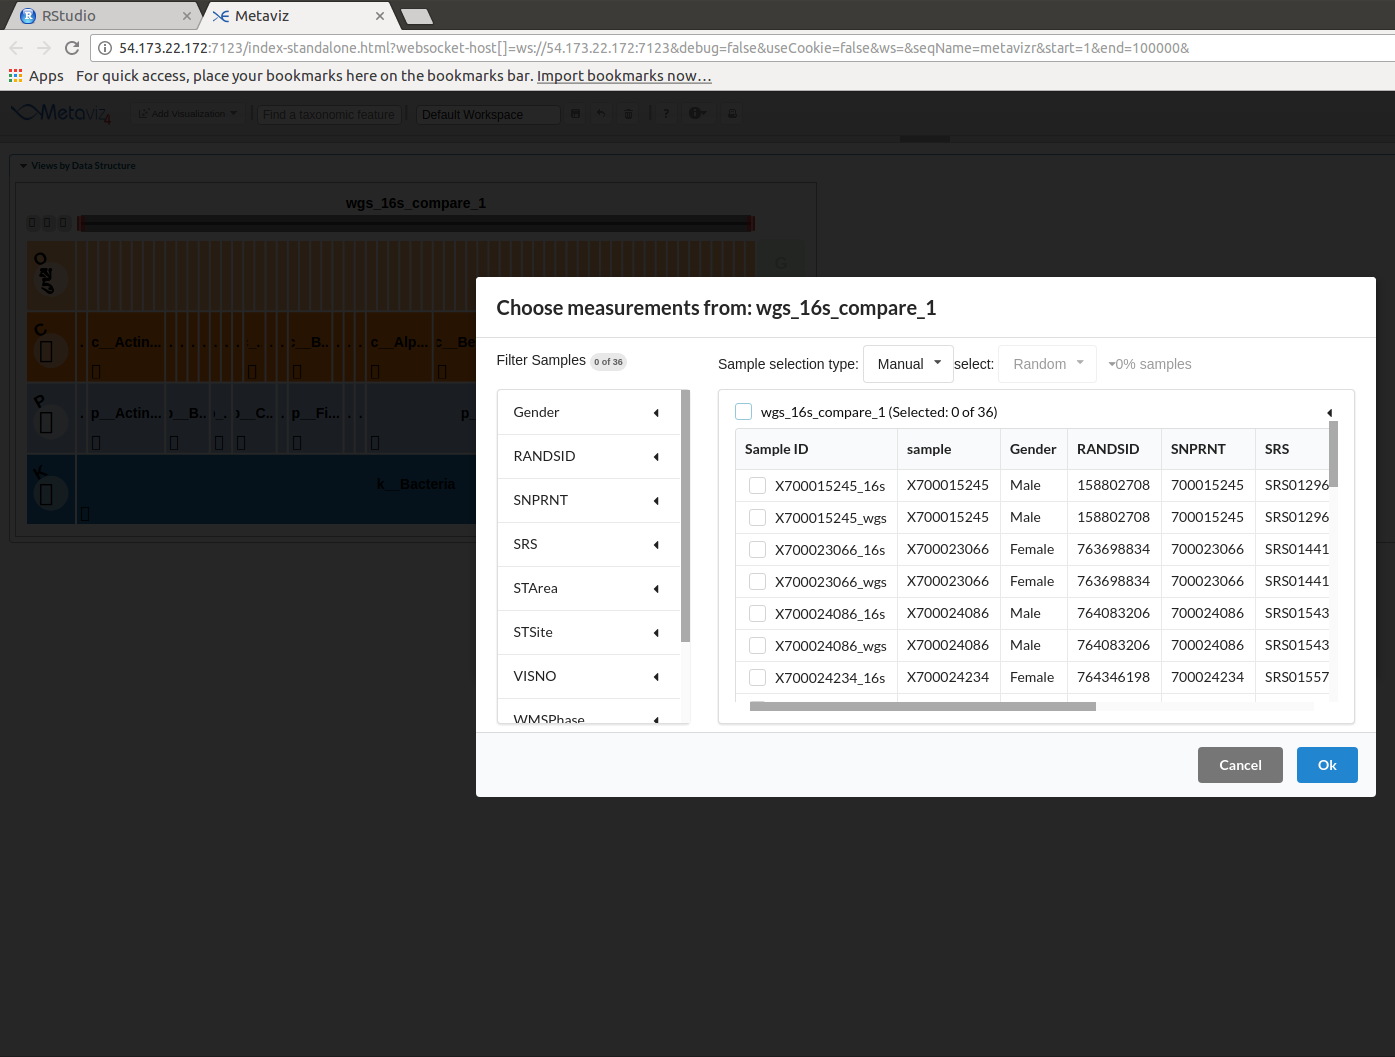 RStudio
Metaviz
54.173.22.172:7123/index-standalone.html?websocket-host[]=ws://54.173.22.172:7123&debug=false&useCookie=false&ws=&seqName=metavizr&start=1&end=100000&
Apps For quick access, place your bookmarks here on the bookmarks bar. Import bookmarks now...
Metaviz 4 Add Visualization Find a taxonomic feature Default Workspace ?
Views by Data Structure
wgs_16s_compare_1
O G
C . c__Actin... . . . . . . . . . . :__B... . . . c__Alp... c__Be
P . p__Actin... . p__C... p__Fi... . . p_
K k__Bacteria
Choose measurements from: wgs_16s_compare_1
Filter Samples 0 of 36
Sample selection type: Manual select: Random 0% samples
Gender
RANDSID
SNPRNT
SRS
STArea
STSite
VISNO
WMSPhase
wgs_16s_compare_1 (Selected: 0 of 36)
Sample ID sample Gender RANDSID SNPRNT SRS
X700015245_16s X700015245 Male 158802708 700015245 SRS01296
X700015245_wgs X700015245 Male 158802708 700015245 SRS01296
X700023066_16s X700023066 Female 763698834 700023066 SRS01441
X700023066_wgs X700023066 Female 763698834 700023066 SRS01441
X700024086_16s X700024086 Male 764083206 700024086 SRS01543
X700024086_wgs X700024086 Male 764083206 700024086 SRS01543
X700024234_16s X700024234 Female 764346198 700024234 SRS01557
Cancel Ok